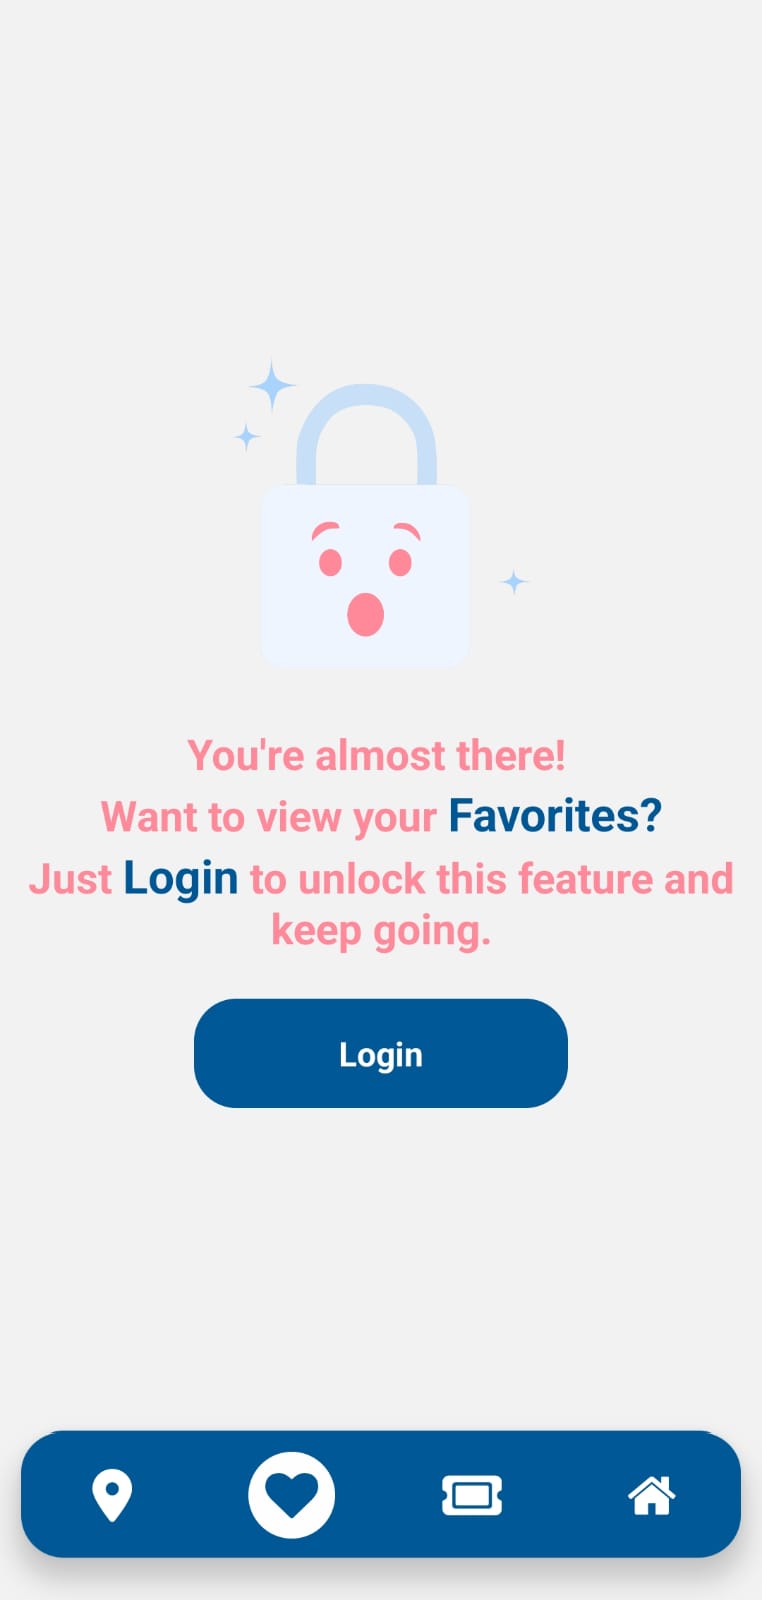 You're almost there!
Want to view your Favorites?
Just Login to unlock this feature and
keep going.
Login